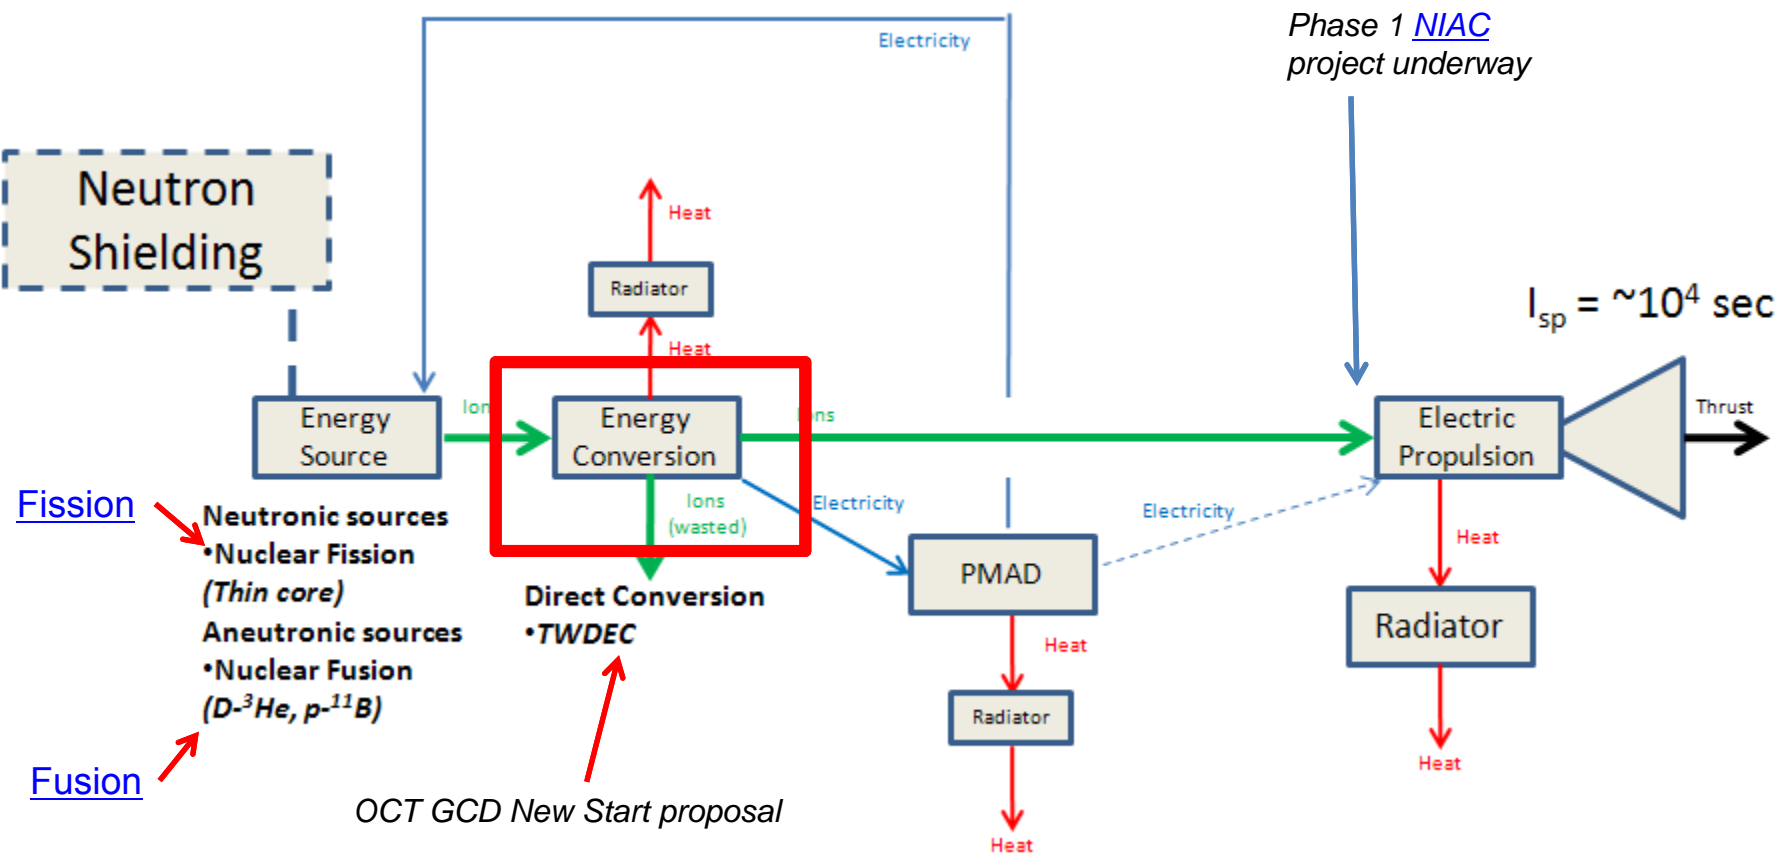 Phase 1 NIAC
project underway
Electricity
Neutron
Shielding
Heat
Radiator
Heat
I_sp = ~10⁴ sec
Energy
Source
Ions
Energy
Conversion
Ions
Electric
Propulsion
Thrust
Fission
Neutronic sources
•Nuclear Fission
(Thin core)
Aneutronic sources
•Nuclear Fusion
(D-³He, p-¹¹B)
Fusion
Ions
(wasted)
Electricity
Direct Conversion
•TWDEC
OCT GCD New Start proposal
PMAD
Electricity
Heat
Radiator
Heat
Heat
Radiator
Heat